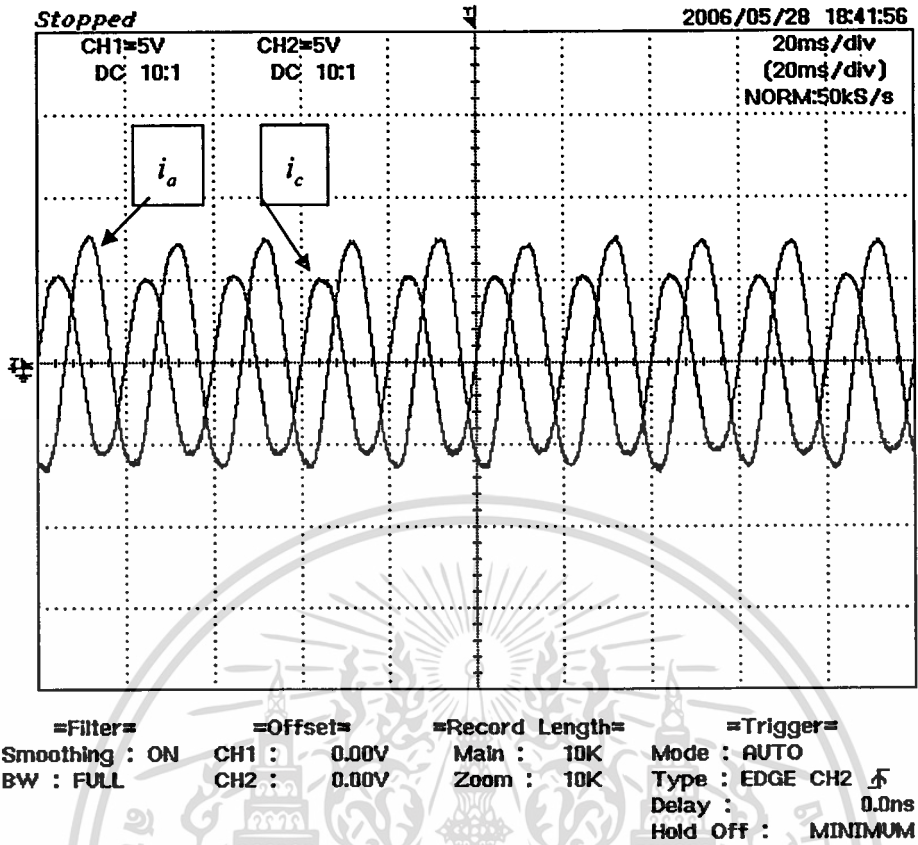 Stopped
2006/05/28 18:41:56
CH1=5V
DC 10:1
CH2=5V
DC 10:1
20ms/div
(20ms/div)
NORM:50kS/s
i_a
i_c
=Filter=
Smoothing : ON
BW : FULL
=Offset=
CH1 : 0.00V
CH2 : 0.00V
=Record Length=
Main : 10K
Zoom : 10K
=Trigger=
Mode : AUTO
Type : EDGE CH2
Delay : 0.0ns
Hold Off : MINIMUM